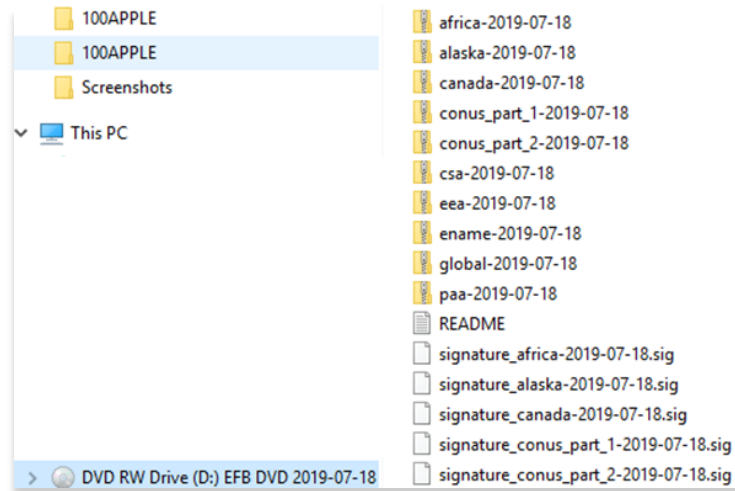 100APPLE
100APPLE
Screenshots
This PC
DVD RW Drive (D:) EFB DVD 2019-07-18
africa-2019-07-18
alaska-2019-07-18
canada-2019-07-18
conus_part_1-2019-07-18
conus_part_2-2019-07-18
csa-2019-07-18
eea-2019-07-18
ename-2019-07-18
global-2019-07-18
paa-2019-07-18
README
signature_africa-2019-07-18.sig
signature_alaska-2019-07-18.sig
signature_canada-2019-07-18.sig
signature_conus_part_1-2019-07-18.sig
signature_conus_part_2-2019-07-18.sig